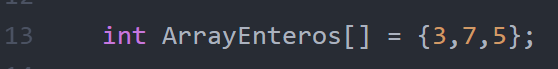 13 int ArrayEnteros[] = {3,7,5};